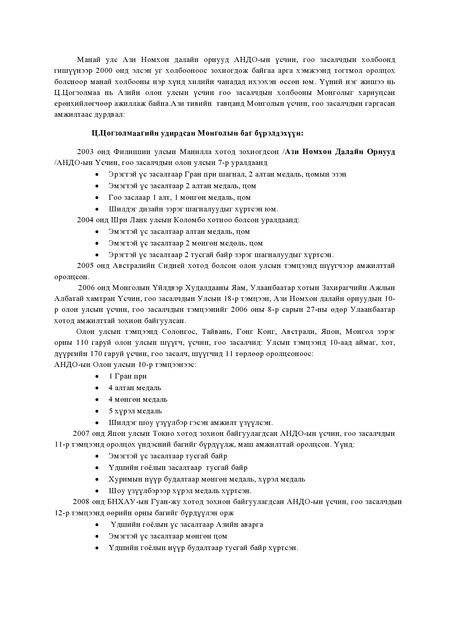 Манай улс Ази Номхон далайн орнууд АНДО-ын үсчин, гоо засалчдын холбоонд
гишүүнээр 2000 онд элсэн уг холбооноос зохиогдож байгаа арга хэмжээнд тогтмол оролцох
болсноор манай холбооны нэр хүнд хилийн чанадад ихээхэн өссөн юм. Үүний нэг жишээ нь
Ц.Цогзолмаа нь Азийн үсчин, гоо засалчдын улсын холбооны Монголыг хариуцсан
ерөнхийлөгчөөр ажиллаж байна.Ази тивийн тавцанд Монголын үсчин, гоо засалчдын гаргасан
амжилтаас дурдвал:
Ц.Цогзолмаагийн удирдсан Монголын баг бүрэлдэхүүн:
2003 онд Филиппин улсын Манилла хотод зохиогдсон /Ази Номхон Далайн Орнууд
/АНДО-ын Үсчин, гоо засалчдын олон улсын 7-р уралдаанд
• Эрэгтэй үс засалтаар Гран при шагнал, 2 алтан медаль, цомын эзэн
• Эмэгтэй үс засалтаар 2 алтан медаль, цом
• Гоо заслаар 1 алт, 1 мөнгөн медаль, цом
• Шилдэг дизайн зэрэг шагналуудыг хүртсэн юм.
2004 онд Шри Ланк улсын Коломбо хотноо болсон уралдаанд:
• Эмэгтэй үс засалтаар алтан медаль, цом
• Эмэгтэй үс засалтаар 2 мөнгөн медель, цом
• Эрэгтэй үс засалтаар 2 тусгай байр зэрэг шагналуудыг хүртсэн.
2005 онд Австралийн Сидней хотод болсон олон улсын тэмцээнд шүүгчээр амжилттай
оролцсон.
2006 онд Монголын Үйлдвэр Худалдааны Яам, Улаанбаатар хотын Захирагчийн Ажлын
Албатай хамтран Үсчин, гоо засалчдын Улсын 18-р тэмцээн, Ази Номхон далайн орнуудын 10-
р олон улсын үсчин, гоо засалчдын тэмцээнийг 2006 оны 8-р сарын 27-ны өдөр Улаанбаатар
хотод амжилттай зохион байгуулсан.
Олон улсын тэмцээнд Солонгос, Тайвань, Гонг Конг, Австрали, Япон, Монгол зэрэг
орны 110 гаруй олон улсын шүүгч, үсчин, гоо засалчид: Улсын тэмцээнд 10-аад аймаг, хот,
дүүргийн 170 гаруй үсчин, гоо засалч, шүүгчид 11 төрлөөр оролцсоноос:
АНДО-ын Олон улсын 10-р тэмцээнээс:
• 1 Гран при
• 4 алтан медаль
• 4 мөнгөн медаль
• 5 хүрэл медаль
• Шилдэг шоу үзүүлбэр гэсэн амжилт үзүүлсэн.
2007 онд Япон улсын Токио хотод зохион байгуулагдсан АНДО-ын үсчин, гоо засалчдын
11-р тэмцээнд оролцох үндэсний багийг бүрдүүлж, маш амжилттай оролцсон. Үүнд:
• Эмэгтэй үс засалтаар тусгай байр
• Үдшийн гоёлын засалтаар тусгай байр
• Хуримын нүүр будалтаар мөнгөн медаль, хүрэл медаль
• Шоу үзүүлбэрээр хүрэл медаль хүртсэн.
2008 онд БНХАУ-ын Гуан-жу хотод зохион байгуулагдсан АНДО-ын үсчин, гоо засалчдын
12-р тэмцээнд өөрийн орны багийг бүрдүүлэн орж
• Үдшийн гоёлын үс засалтаар Азийн аварга
• Эмэгтэй үс засалтаар мөнгөн цом
• Үдшийн гоёлын нүүр будалтаар тусгай байр хүртсэн.